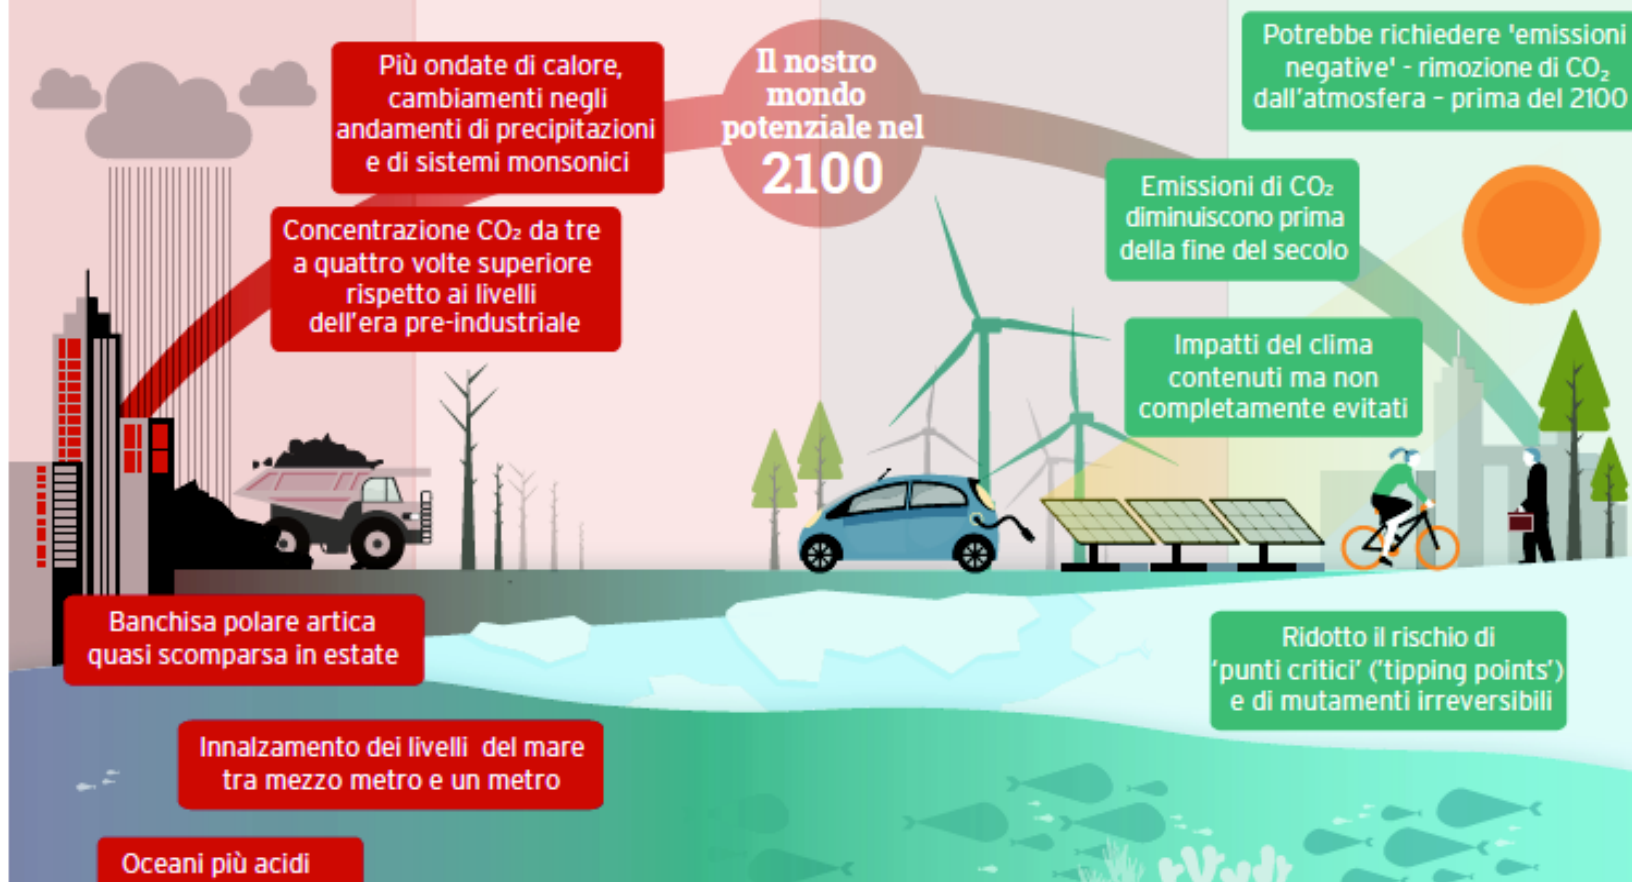 Il nostro
mondo
potenziale nel
2100
Più ondate di calore,
cambiamenti negli
andamenti di precipitazioni
e di sistemi monsonici
Concentrazione CO₂ da tre
a quattro volte superiore
rispetto ai livelli
dell'era pre-industriale
Banchisa polare artica
quasi scomparsa in estate
Innalzamento dei livelli del mare
tra mezzo metro e un metro
Oceani più acidi
Potrebbe richiedere 'emissioni
negative' - rimozione di CO₂
dall'atmosfera – prima del 2100
Emissioni di CO₂
diminuiscono prima
della fine del secolo
Impatti del clima
contenuti ma non
completamente evitati
Ridotto il rischio di
'punti critici' ('tipping points')
e di mutamenti irreversibili